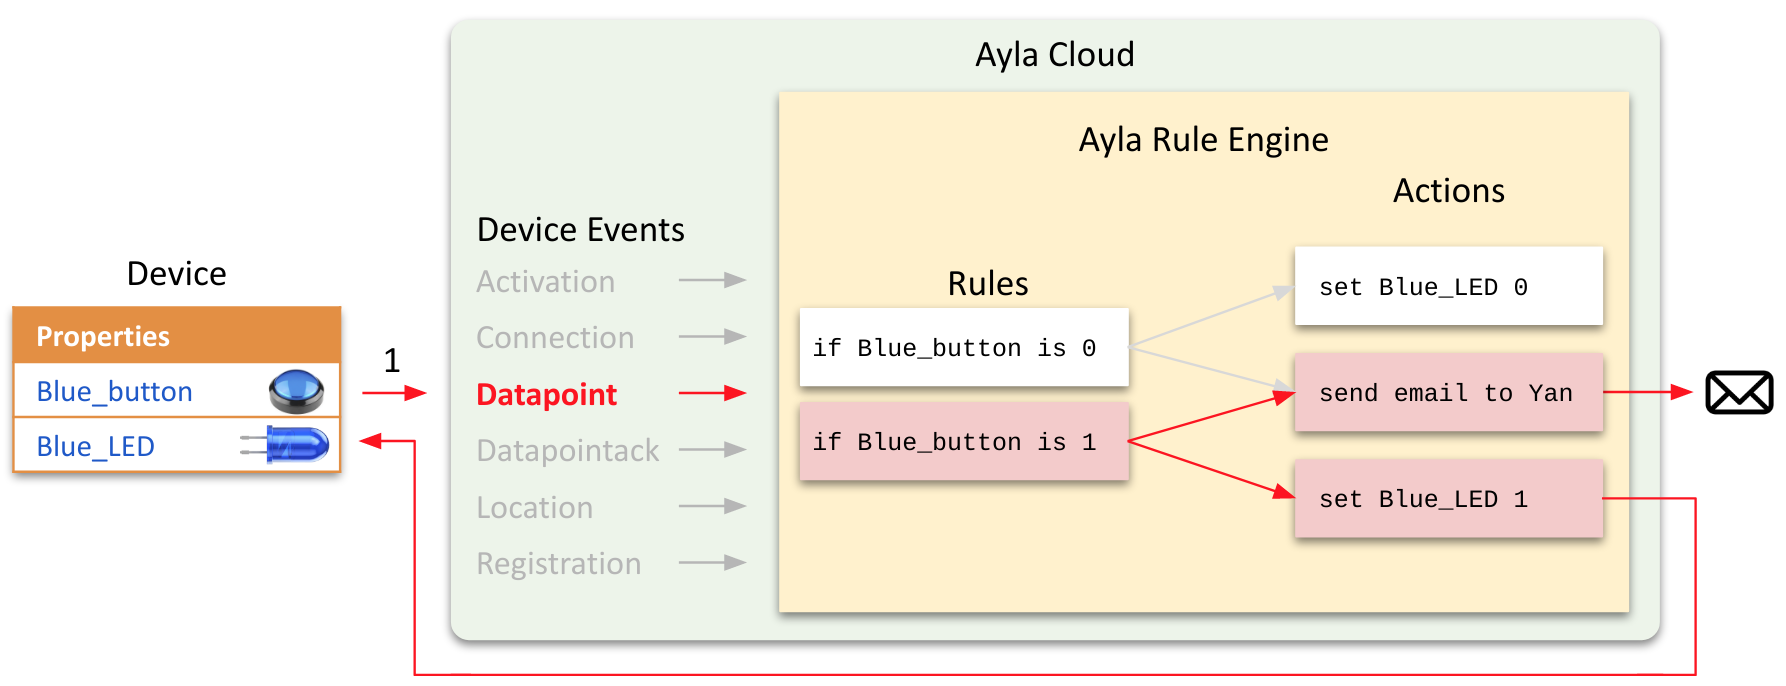 Ayla Cloud
Ayla Rule Engine
Actions
Device Events
Device
Rules
Activation
Connection
Datapoint
Datapointack
Location
Registration
Properties
Blue_button
Blue_LED
1
if Blue_button is 0
if Blue_button is 1
set Blue_LED 0
send email to Yan
set Blue_LED 1